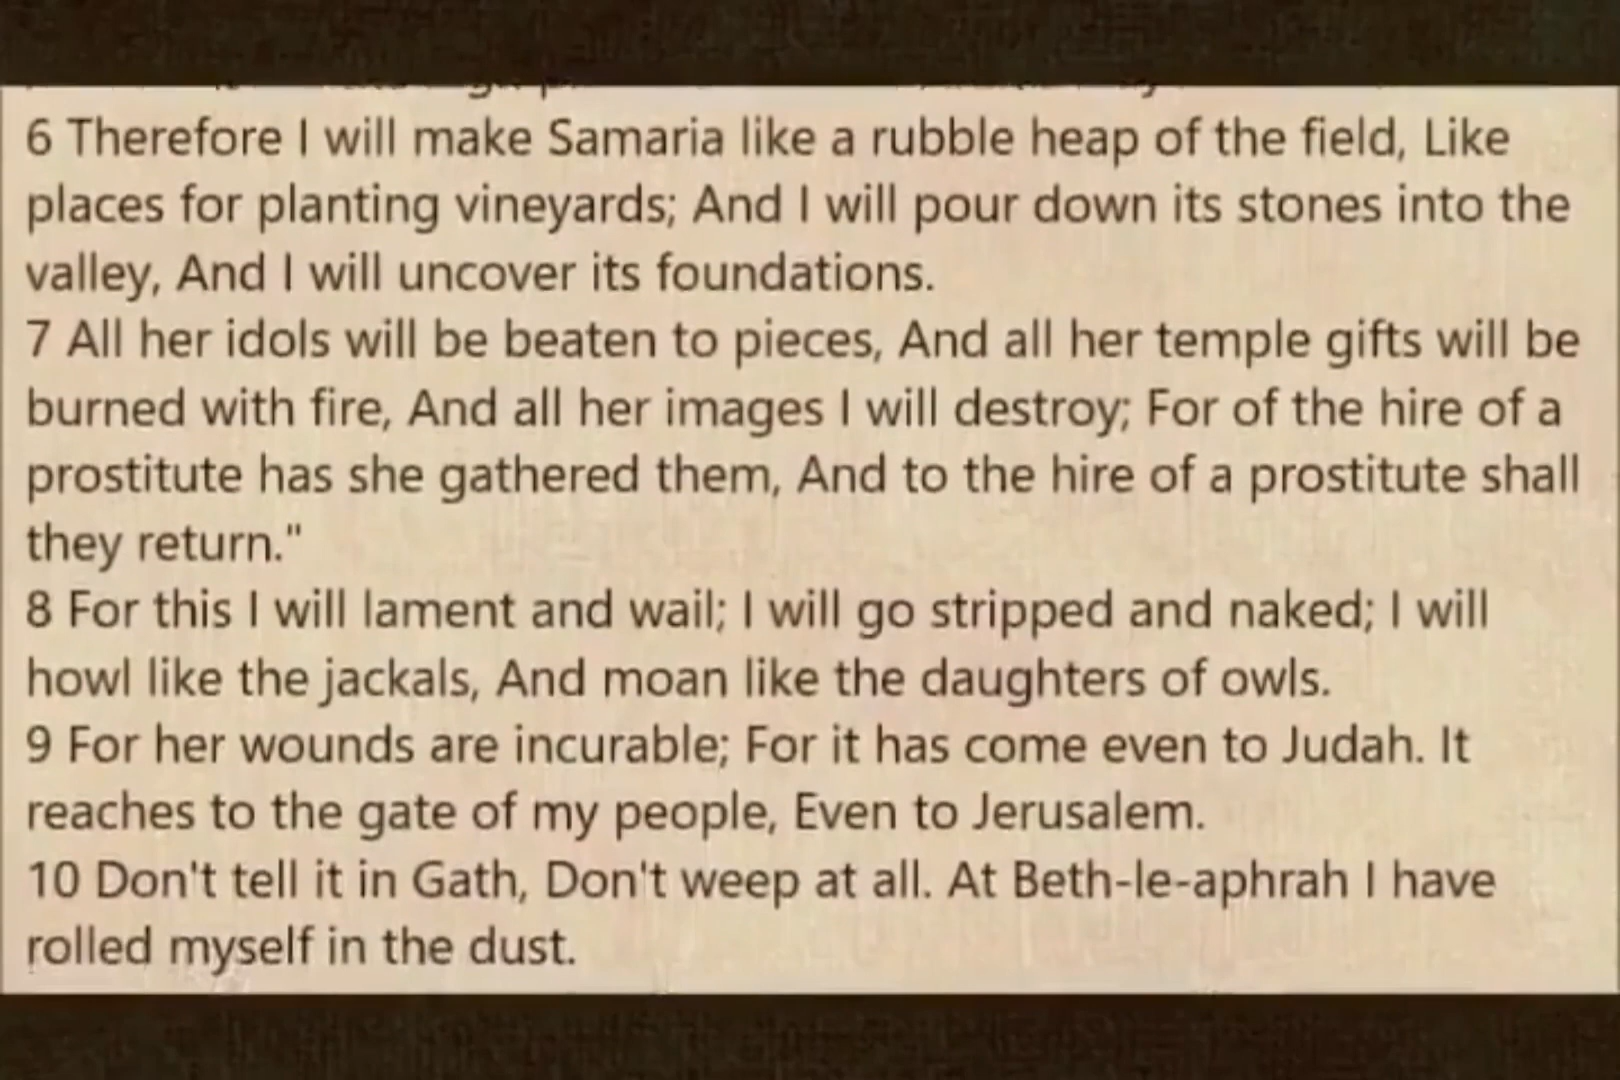 6 Therefore I will make Samaria like a rubble heap of the field, Like
places for planting vineyards; And I will pour down its stones into the
valley, And I will uncover its foundations.
7 All her idols will be beaten to pieces, And all her temple gifts will be
burned with fire, And all her images I will destroy; For of the hire of a
prostitute has she gathered them, And to the hire of a prostitute shall
they return."
8 For this I will lament and wail; I will go stripped and naked; I will
howl like the jackals, And moan like the daughters of owls.
9 For her wounds are incurable; For it has come even to Judah. It
reaches to the gate of my people, Even to Jerusalem.
10 Don't tell it in Gath, Don't weep at all. At Beth-le-aphrah I have
rolled myself in the dust.